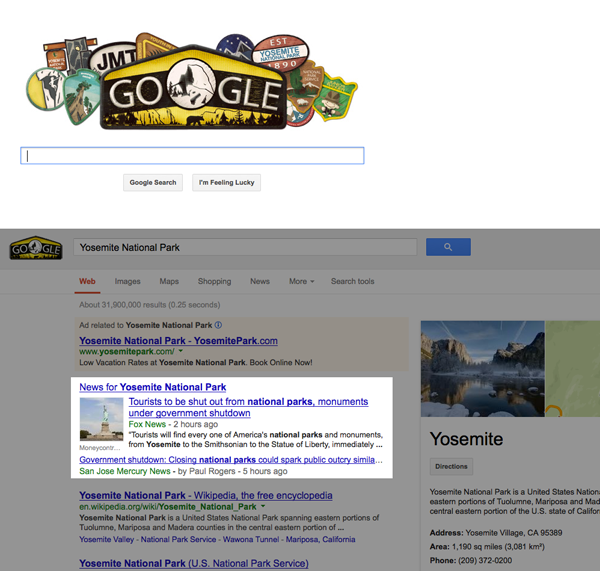 JMT
EST
YOSEMITE
NATIONAL PARK
1890
GOOGLE
Google Search
I'm Feeling Lucky
GOOGLE
Yosemite National Park
Web Images Maps Shopping News More Search tools
About 31,900,000 results (0.25 seconds)
Ad related to Yosemite National Park
Yosemite National Park - YosemitePark.com
www.yosemitepark.com/
Low Vacation Rates at Yosemite National Park. Book Online Now!
News for Yosemite National Park
Tourists to be shut out from national parks, monuments
under government shutdown
Fox News - 2 hours ago
"Tourists will find every one of America's national parks and monuments,
from Yosemite to the Smithsonian to the Statue of Liberty, immediately ...
Moneycontr...
Government shutdown: Closing national parks could spark public outcry simila...
San Jose Mercury News - by Paul Rogers - 5 hours ago
Yosemite National Park - Wikipedia, the free encyclopedia
en.wikipedia.org/wiki/Yosemite_National_Park
Yosemite National Park is a United States National Park spanning eastern portions of
Tuolumne, Mariposa and Madera counties in the central eastern portion of ...
Yosemite Valley - National Park Service - Wawona Tunnel - Mariposa, California
Yosemite National Park (U.S. National Park Service)
Yosemite
Directions
Yosemite National Park is a United States Nationa
eastern portions of Tuolumne, Mariposa and Mad
central eastern portion of the U.S. state of Californ
Address: Yosemite Village, CA 95389
Area: 1,190 sq miles (3,081 km²)
Phone: (209) 372-0200